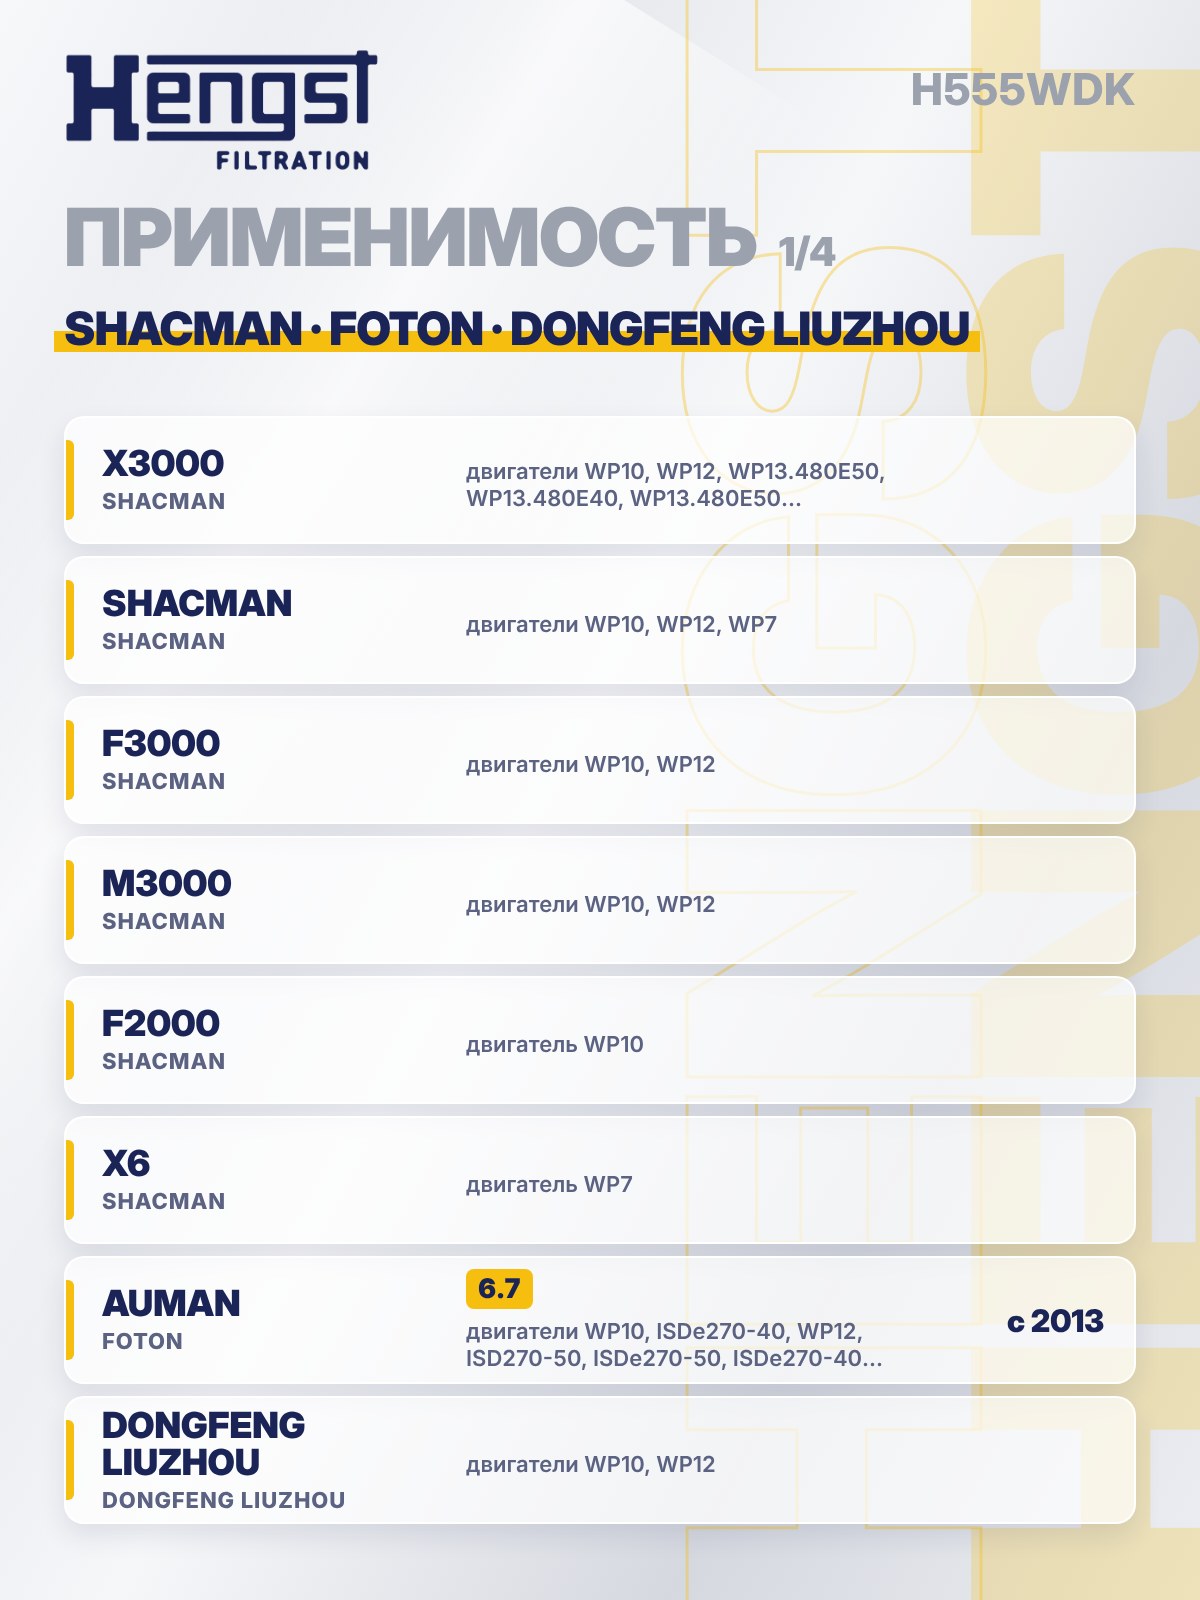 Hengst
FILTRATION
H555WDK
ПРИМЕНИМОСТЬ 1/4
SHACMAN · FOTON · DONGFENG LIUZHOU
X3000
SHACMAN
двигатели WP10, WP12, WP13.480E50,
WP13.480E40, WP13.480E50...
SHACMAN
SHACMAN
двигатели WP10, WP12, WP7
F3000
SHACMAN
двигатели WP10, WP12
M3000
SHACMAN
двигатели WP10, WP12
F2000
SHACMAN
двигатель WP10
X6
SHACMAN
двигатель WP7
AUMAN
FOTON
6.7
двигатели WP10, ISDe270-40, WP12,
ISD270-50, ISDe270-50, ISDe270-40...
с 2013
DONGFENG
LIUZHOU
DONGFENG LIUZHOU
двигатели WP10, WP12
HENGST